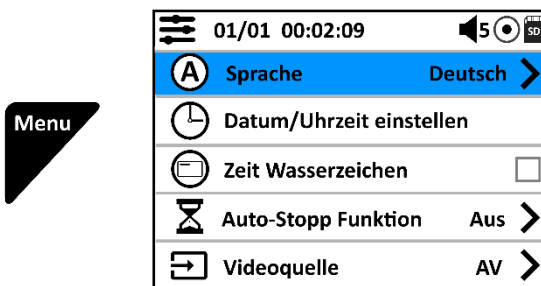 01/01 00:02:09 5 SD
Menu
A Sprache Deutsch
Datum/Uhrzeit einstellen
Zeit Wasserzeichen
Auto-Stopp Funktion Aus
Videoquelle AV